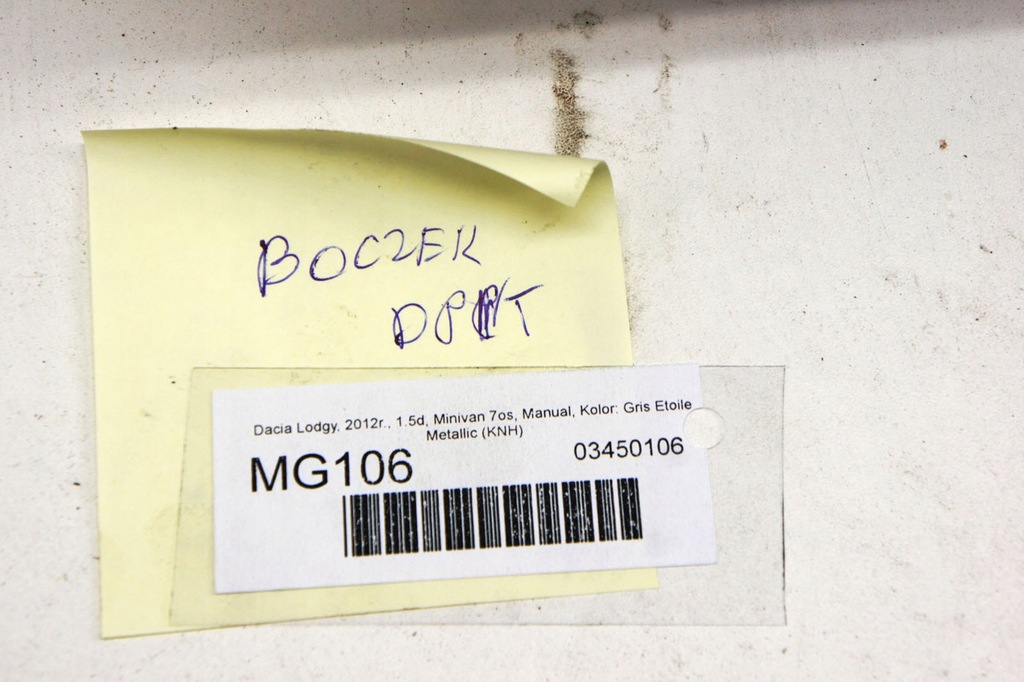 BOCZEK
Dacia Lodgy, 2012r., 1.5d, Minivan 7os, Manual, Kolor: Gris Etoile
Metallic (KNH)
MG106
03450106